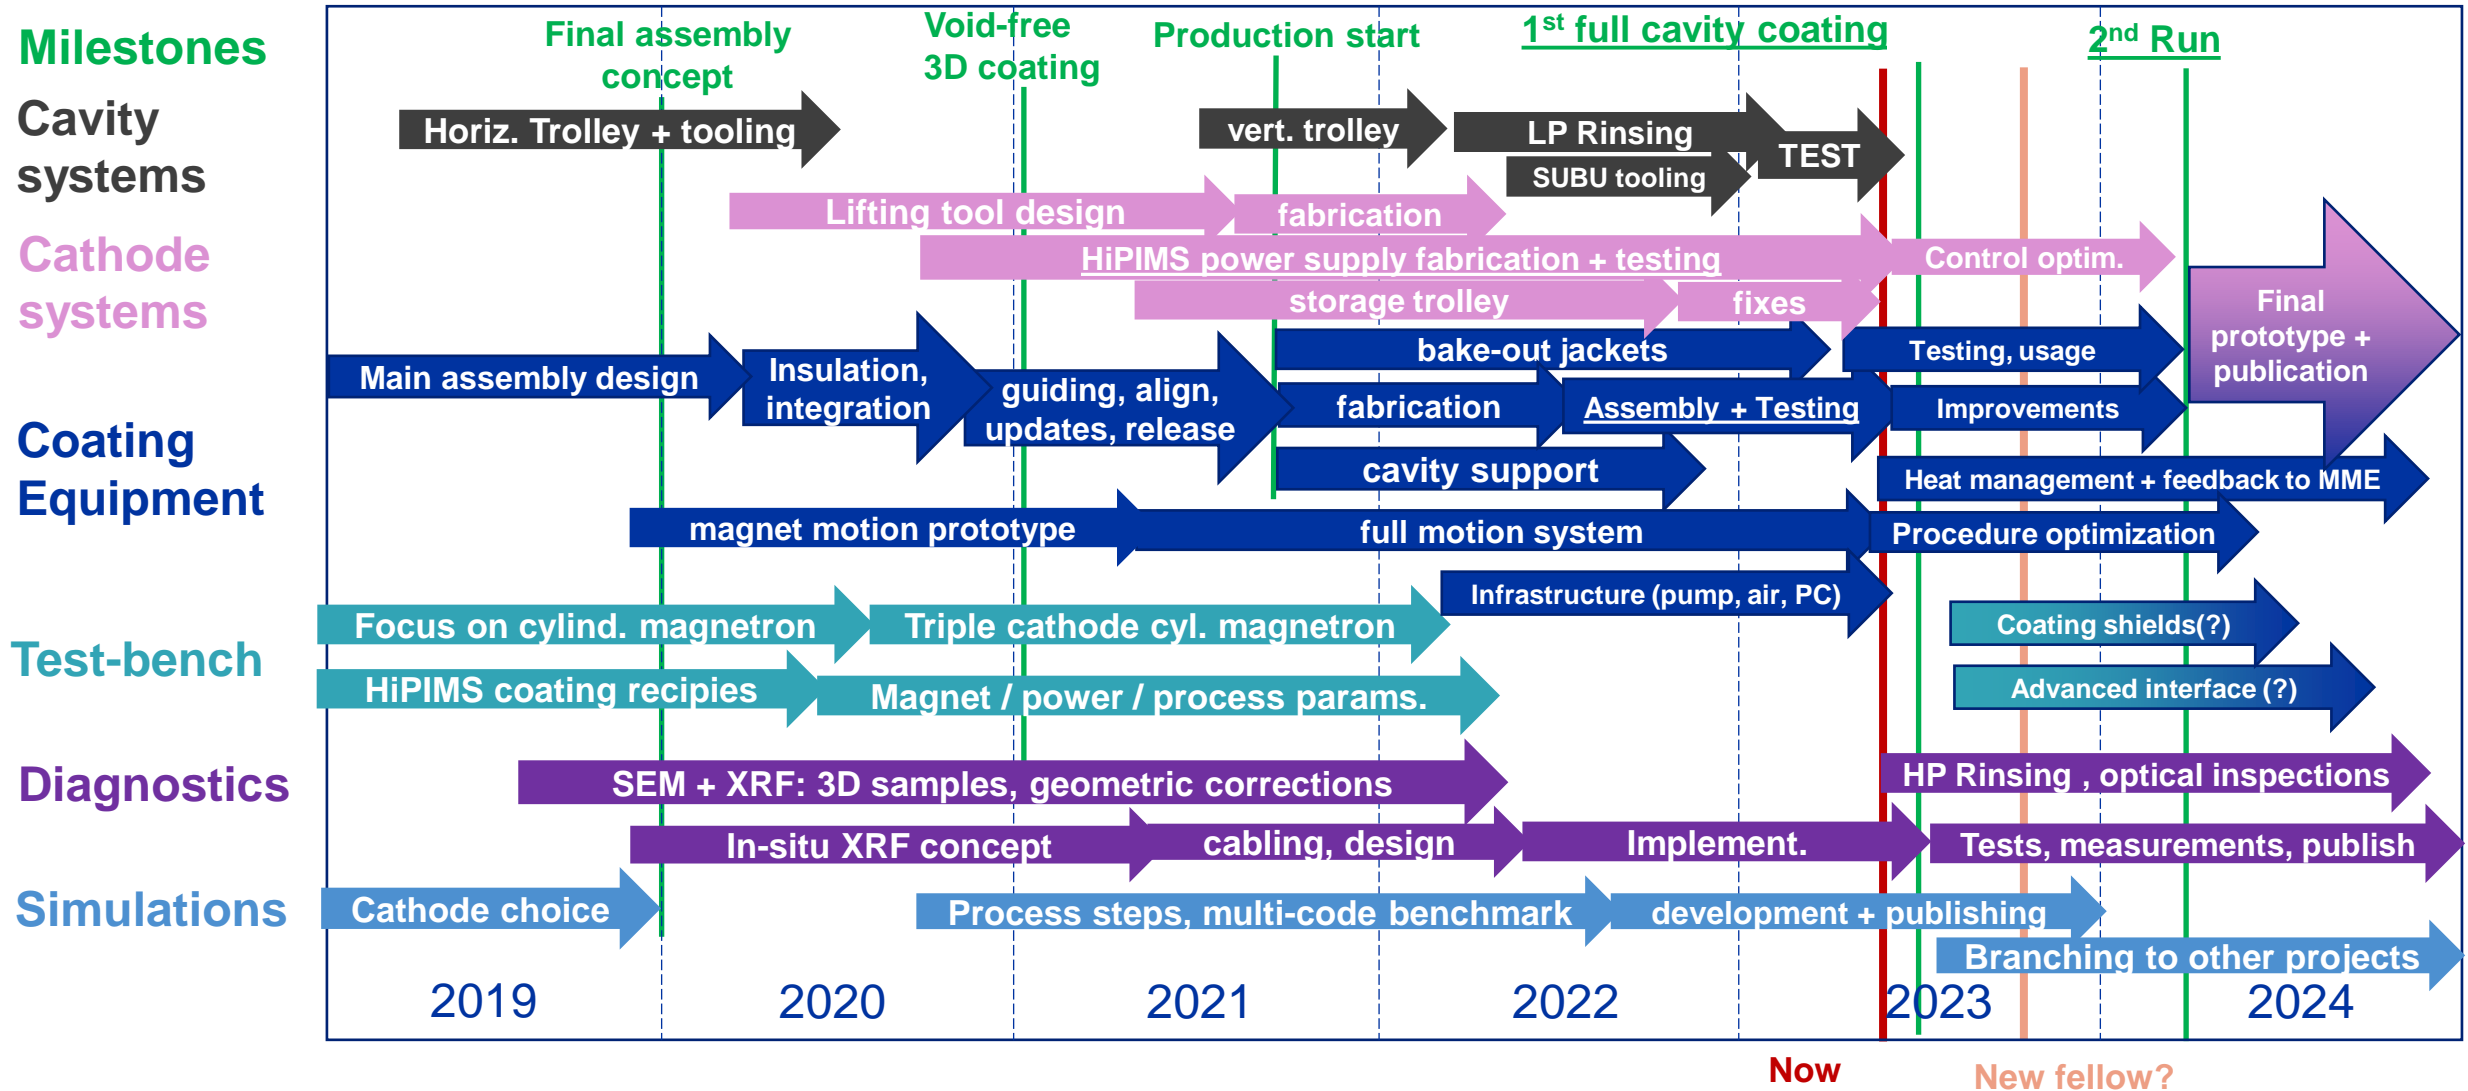 Milestones
Final assembly
concept
Void-free
3D coating
Production start
1st full cavity coating
2nd Run
Cavity
systems
Horiz. Trolley + tooling
vert. trolley
LP Rinsing
TEST
SUBU tooling
Cathode
systems
Lifting tool design
fabrication
HiPIMS power supply fabrication + testing
Control optim.
storage trolley
fixes
Final
prototype +
publication
Coating
Equipment
Main assembly design
Insulation,
integration
guiding, align,
updates, release
bake-out jackets
Testing, usage
fabrication
Assembly + Testing
Improvements
cavity support
Heat management + feedback to MME
magnet motion prototype
full motion system
Procedure optimization
Infrastructure (pump, air, PC)
Test-bench
Focus on cylind. magnetron
Triple cathode cyl. magnetron
Coating shields(?)
HiPIMS coating recipies
Magnet / power / process params.
Advanced interface (?)
Diagnostics
SEM + XRF: 3D samples, geometric corrections
HP Rinsing , optical inspections
In-situ XRF concept
cabling, design
Implement.
Tests, measurements, publish
Simulations
Cathode choice
Process steps, multi-code benchmark
development + publishing
Branching to other projects
2019
2020
2021
2022
2023
2024
Now
New fellow?